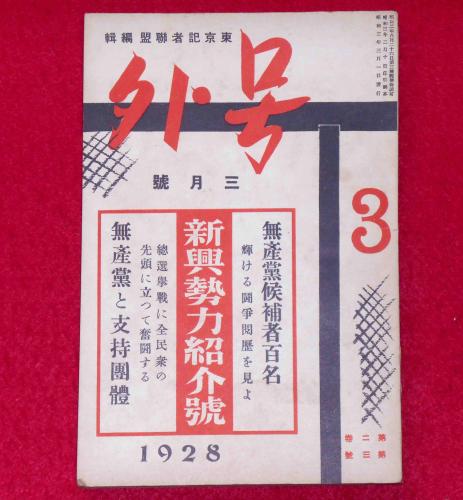 東京記者聯盟編輯
外号
三月號
3
無產黨候補者百名
輝ける鬪爭閱歷を見よ
新興勢力紹介號
總選擧戰に全民衆の
先頭に立つて奮鬪する
無產黨と支持團體
1928
第二卷
第三號